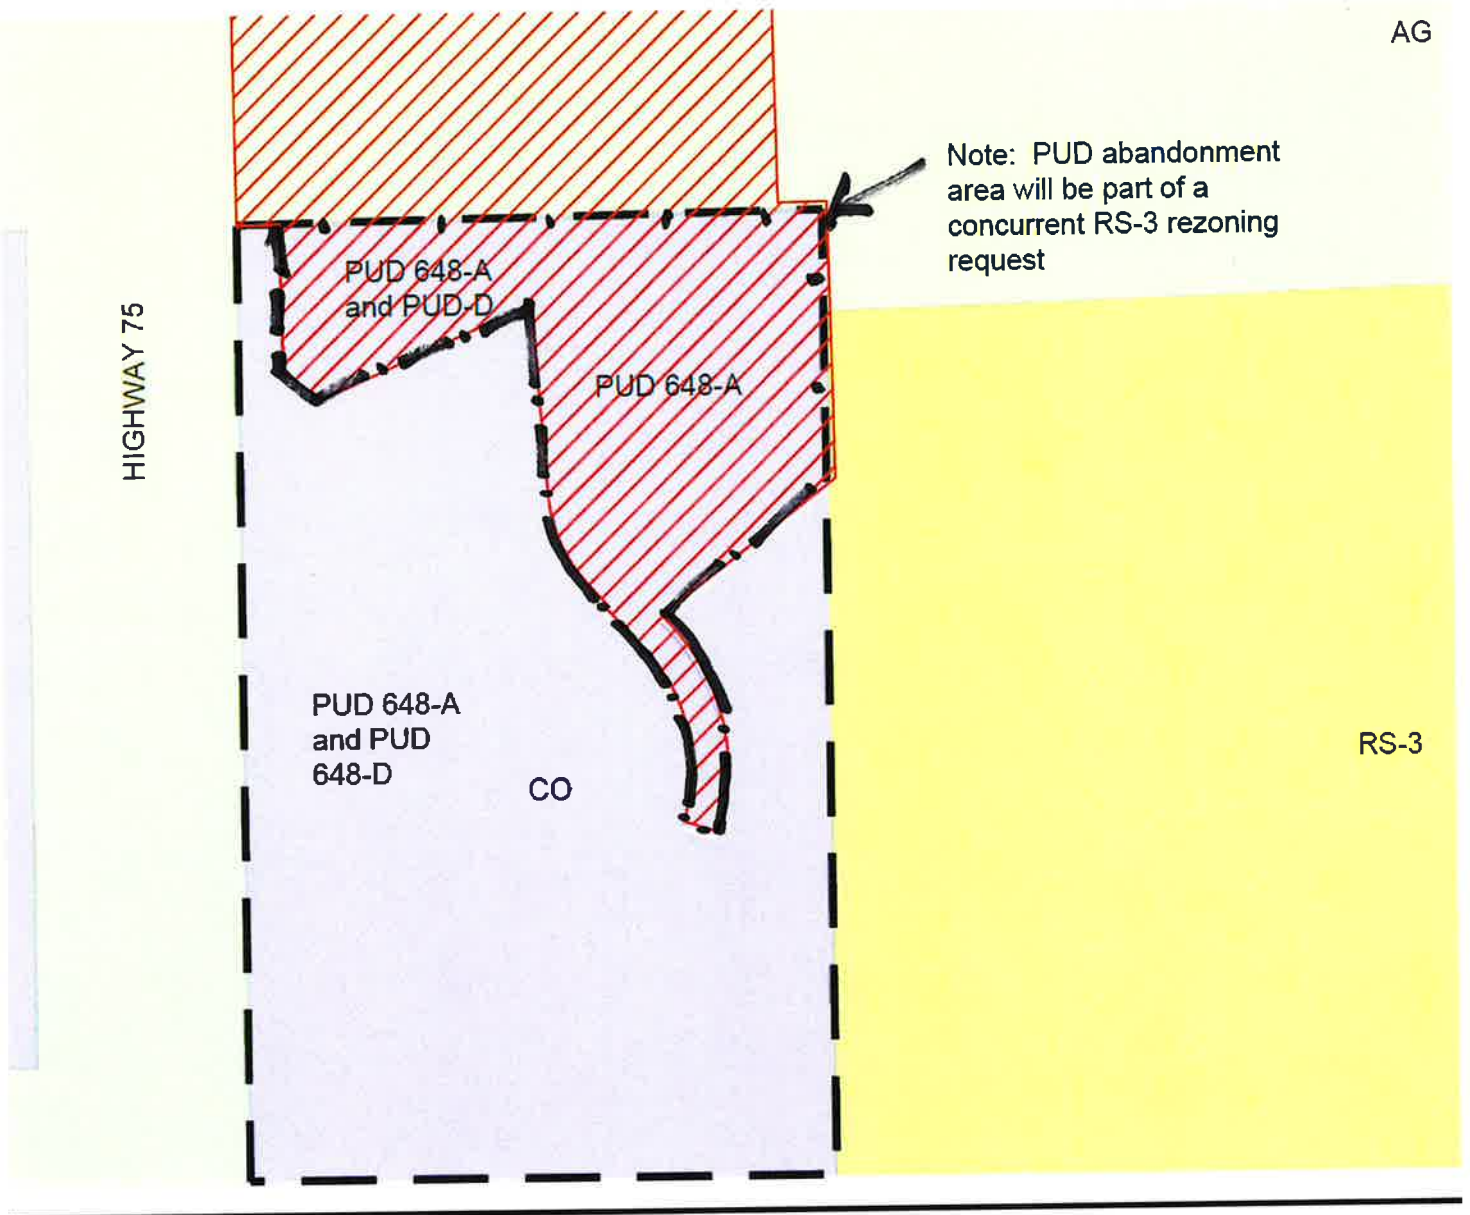 AG
Note: PUD abandonment
area will be part of a
concurrent RS-3 rezoning
request
HIGHWAY 75
PUD 648-A
and PUD-D
PUD 648-A
PUD 648-A
and PUD
648-D
CO
RS-3